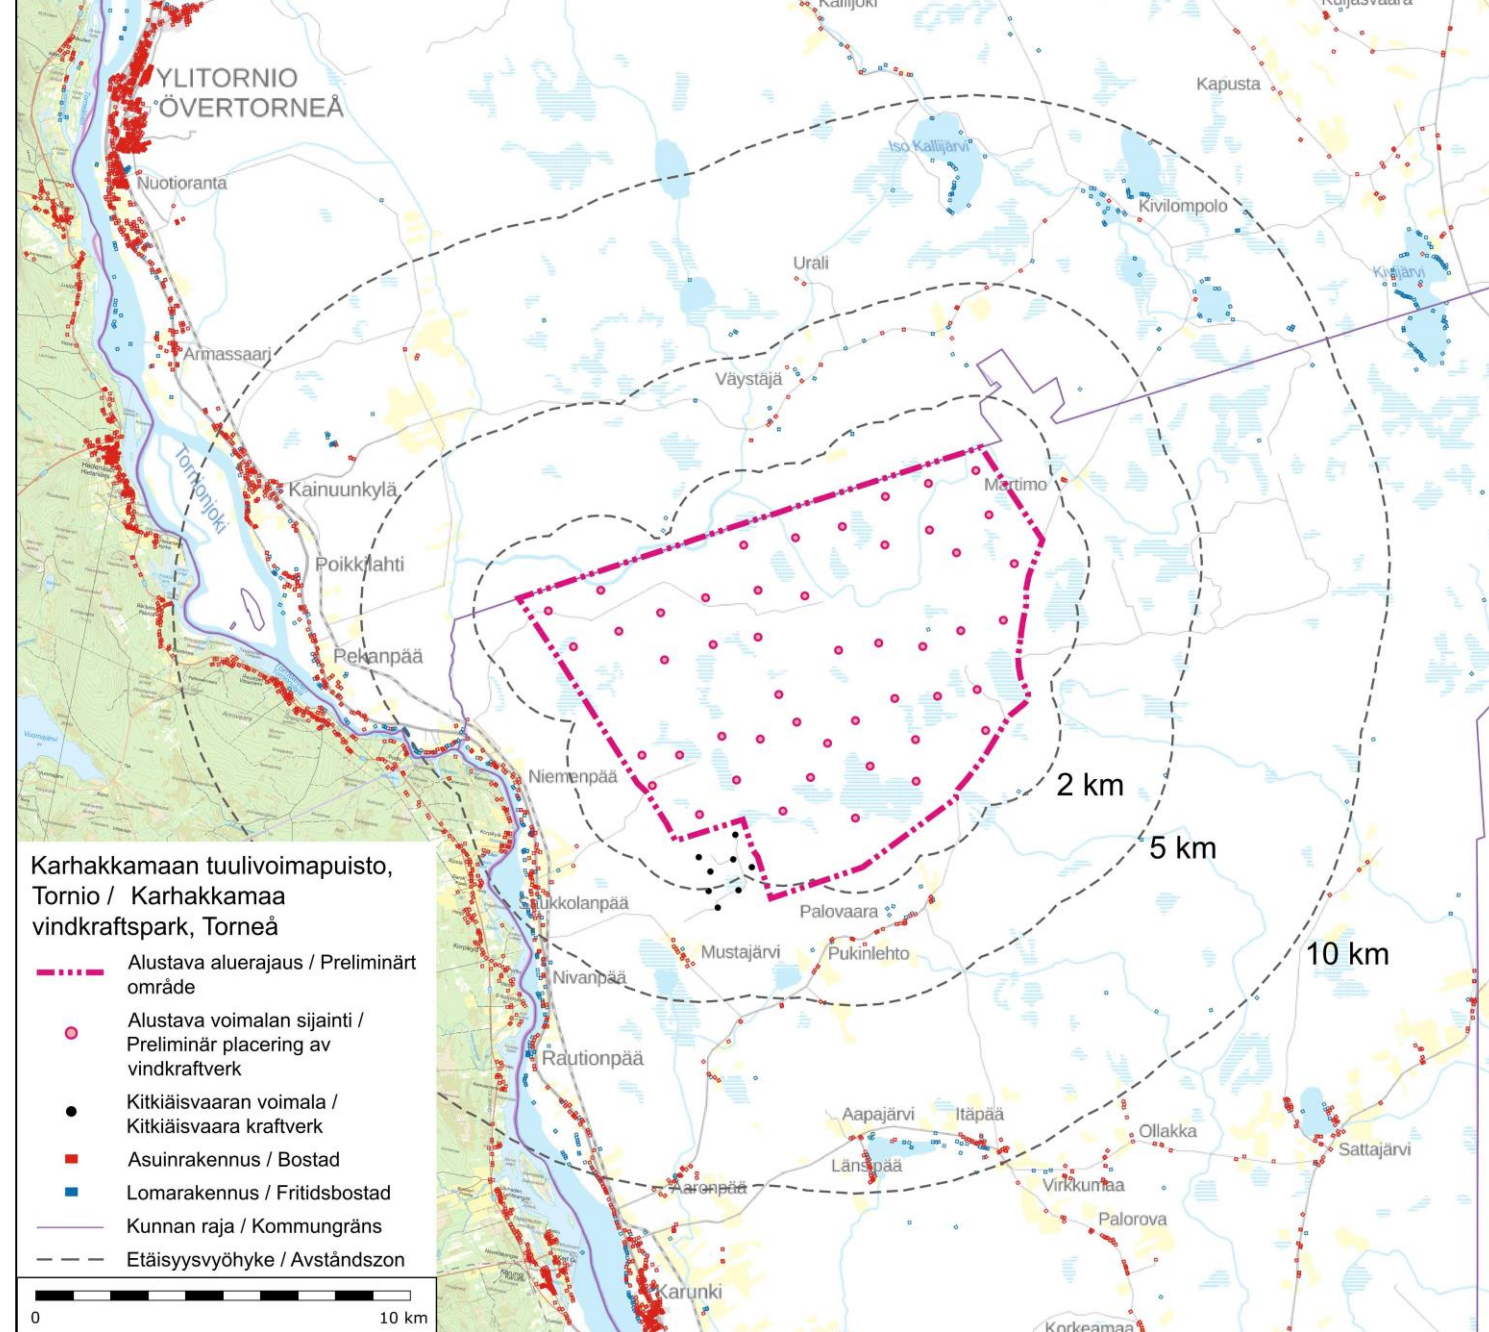 Kallijoki
Kuljasvaara
YLITORNIO
ÖVERTORNEÅ
Kapusta
Iso Kallijärvi
Nuotioranta
Kivilompolo
Urali
Kivijärvi
Armassaari
Väystäjä
Tornionjoki
Kainuunkylä
Martimo
Poikkilahti
Pekanpää
Niemenpää
2 km
5 km
Karhakkamaan tuulivoimapuisto,
Tornio / Karhakkamaa
vindkraftspark, Torneå
Alustava aluerajaus / Preliminärt
område
Alustava voimalan sijainti /
Preliminär placering av
vindkraftverk
Kitkiäisvaaran voimala /
Kitkiäisvaara kraftverk
Asuinrakennus / Bostad
Lomarakennus / Fritidsbostad
Kunnan raja / Kommungräns
Etäisyysvyöhyke / Avståndszon
0 10 km
Palovaara
Mustajärvi
Pukinlehto
10 km
Nivanpää
Rautionpää
Aapajärvi
Itäpää
Ollakka
Sattajärvi
Länsipää
Aaronpää
Virkkumaa
Palorova
Karunki
Korkeamaa